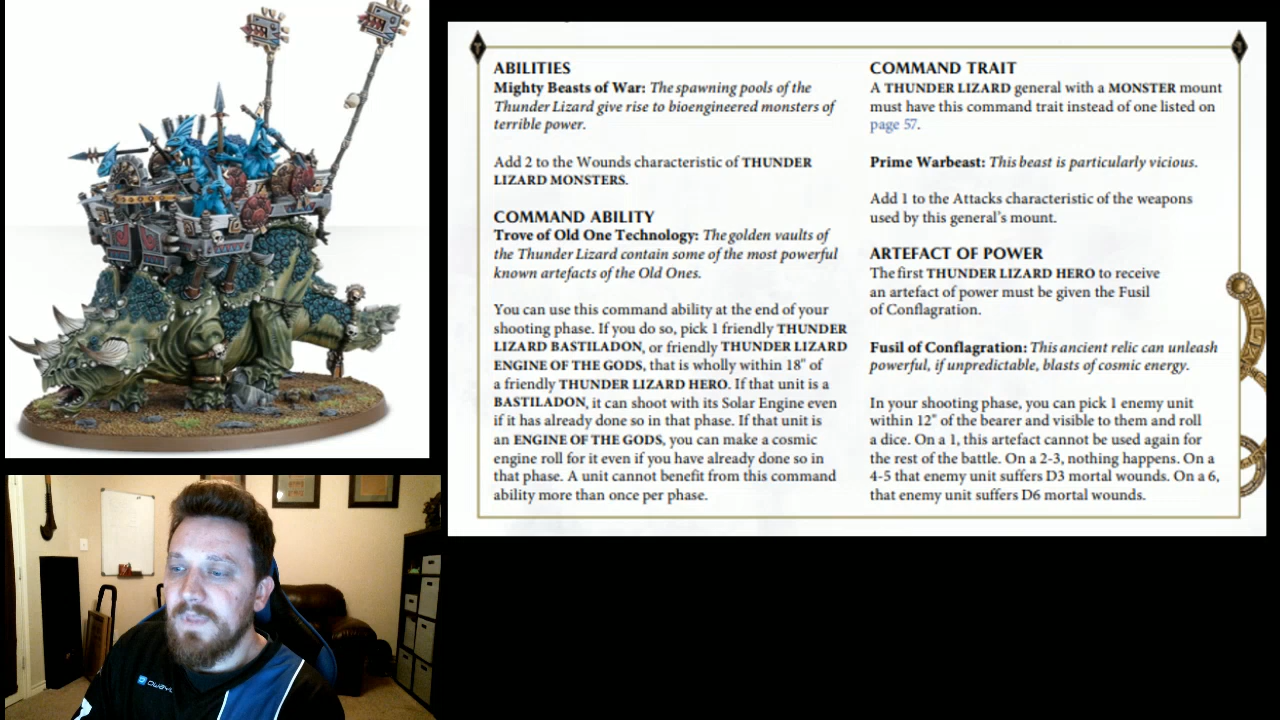 ABILITIES
Mighty Beasts of War: The spawning pools of the
Thunder Lizard give rise to bioengineered monsters of
terrible power.
Add 2 to the Wounds characteristic of THUNDER
LIZARD MONSTERS.
COMMAND ABILITY
Trove of Old One Technology: The golden vaults of
the Thunder Lizard contain some of the most powerful
known artefacts of the Old Ones.
You can use this command ability at the end of your
shooting phase. If you do so, pick 1 friendly THUNDER
LIZARD BASTILADON, or friendly THUNDER LIZARD
ENGINE OF THE GODS, that is wholly within 18" of
a friendly THUNDER LIZARD HERO. If that unit is a
BASTILADON, it can shoot with its Solar Engine even
if it has already done so in that phase. If that unit is
an ENGINE OF THE GODS, you can make a cosmic
engine roll for it even if you have already done so in
that phase. A unit cannot benefit from this command
ability more than once per phase.
COMMAND TRAIT
A THUNDER LIZARD general with a MONSTER mount
must have this command trait instead of one listed on
page 57.
Prime Warbeast: This beast is particularly vicious.
Add 1 to the Attacks characteristic of the weapons
used by this general's mount.
ARTEFACT OF POWER
The first THUNDER LIZARD HERO to receive
an artefact of power must be given the Fusil
of Conflagration.
Fusil of Conflagration: This ancient relic can unleash
powerful, if unpredictable, blasts of cosmic energy.
In your shooting phase, you can pick 1 enemy unit
within 12" of the bearer and visible to them and roll
a dice. On a 1, this artefact cannot be used again for
the rest of the battle. On a 2-3, nothing happens. On a
4-5 that enemy unit suffers D3 mortal wounds. On a 6,
that enemy unit suffers D6 mortal wounds.